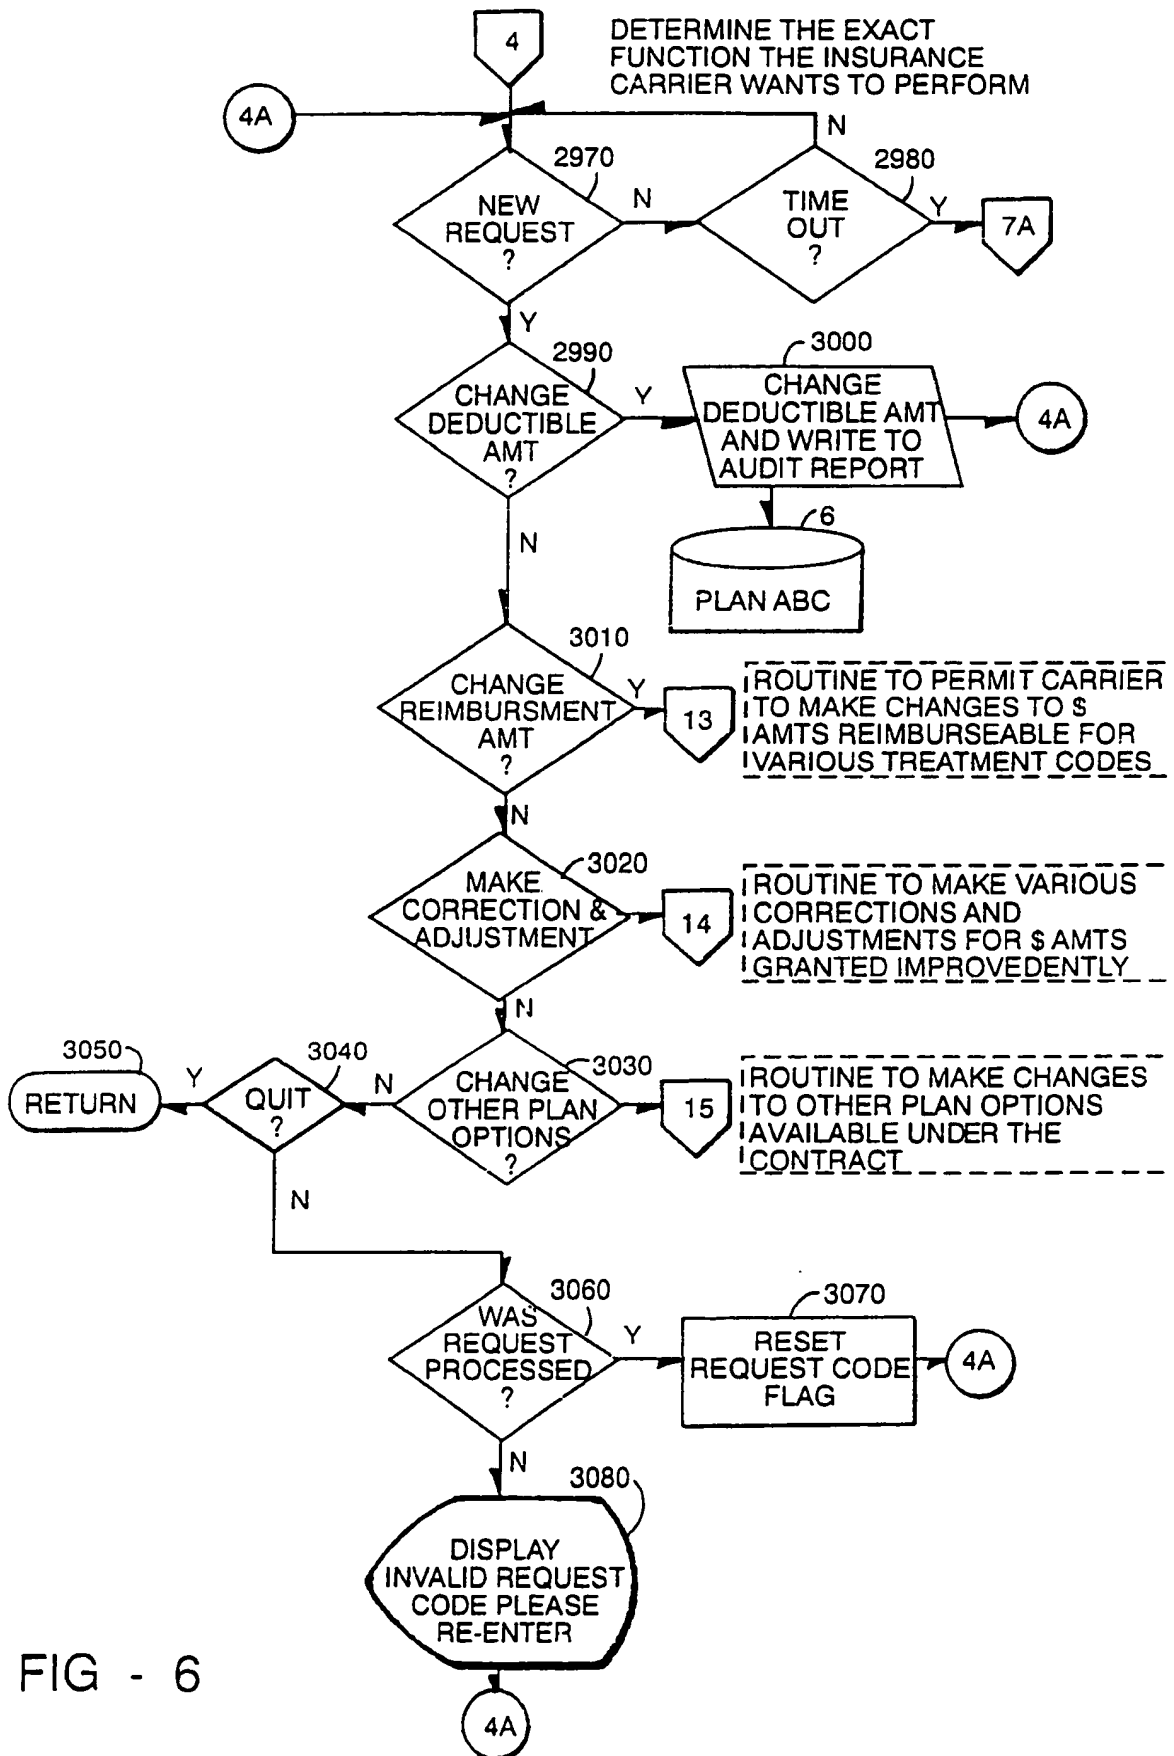 4
DETERMINE THE EXACT
FUNCTION THE INSURANCE
CARRIER WANTS TO PERFORM
4A
N
2970
2980
NEW
REQUEST
?
N
TIME
OUT
?
Y
7A
Y
2990
3000
CHANGE
DEDUCTIBLE
AMT
?
Y
CHANGE
DEDUCTIBLE AMT
AND WRITE TO
AUDIT REPORT
4A
N
6
PLAN ABC
3010
CHANGE
REIMBURSMENT
AMT
?
Y
13
ROUTINE TO PERMIT CARRIER
TO MAKE CHANGES TO $
AMTS REIMBURSEABLE FOR
VARIOUS TREATMENT CODES
N
3020
MAKE
CORRECTION &
ADJUSTMENT
14
ROUTINE TO MAKE VARIOUS
CORRECTIONS AND
ADJUSTMENTS FOR $ AMTS
GRANTED IMPROVEDENTLY
N
3050
3040
3030
RETURN
Y
QUIT
?
N
CHANGE
OTHER PLAN
OPTIONS
?
15
ROUTINE TO MAKE CHANGES
TO OTHER PLAN OPTIONS
AVAILABLE UNDER THE
CONTRACT
N
3060
3070
WAS
REQUEST
PROCESSED
?
Y
RESET
REQUEST CODE
FLAG
4A
N
3080
DISPLAY
INVALID REQUEST
CODE PLEASE
RE-ENTER
FIG - 6
4A